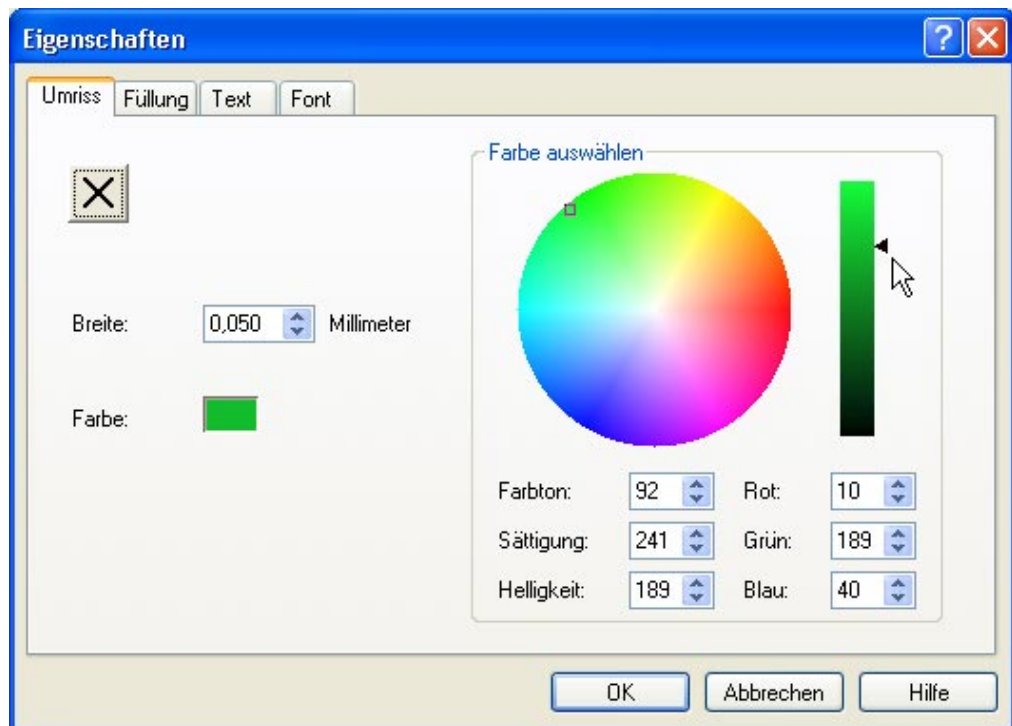 Eigenschaften
Umriss Füllung Text Font
Farbe auswählen
Breite: 0,050 Millimeter
Farbe:
Farbton: 92 Rot: 10
Sättigung: 241 Grün: 189
Helligkeit: 189 Blau: 40
OK Abbrechen Hilfe